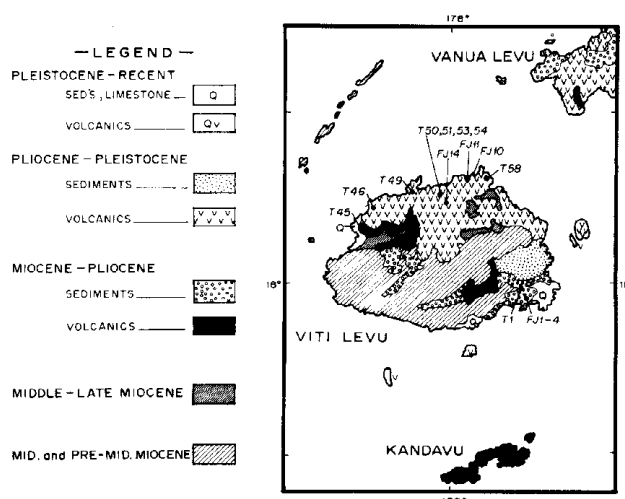 —LEGEND—
PLEISTOCENE-RECENT
SED'S, LIMESTONE Q
VOLCANICS Qv
PLIOCENE-PLEISTOCENE
SEDIMENTS
VOLCANICS
MIOCENE-PLIOCENE
SEDIMENTS
VOLCANICS
MIDDLE-LATE MIOCENE
MID. and PRE-MID. MIOCENE
178°
VANUA LEVU
T50,51,53,54
FJ14
FJ11
FJ10
T58
T49
T46
T45
Q
18°
Q
Q
T1
FJ1-4
VITI LEVU
V
V
KANDAVU